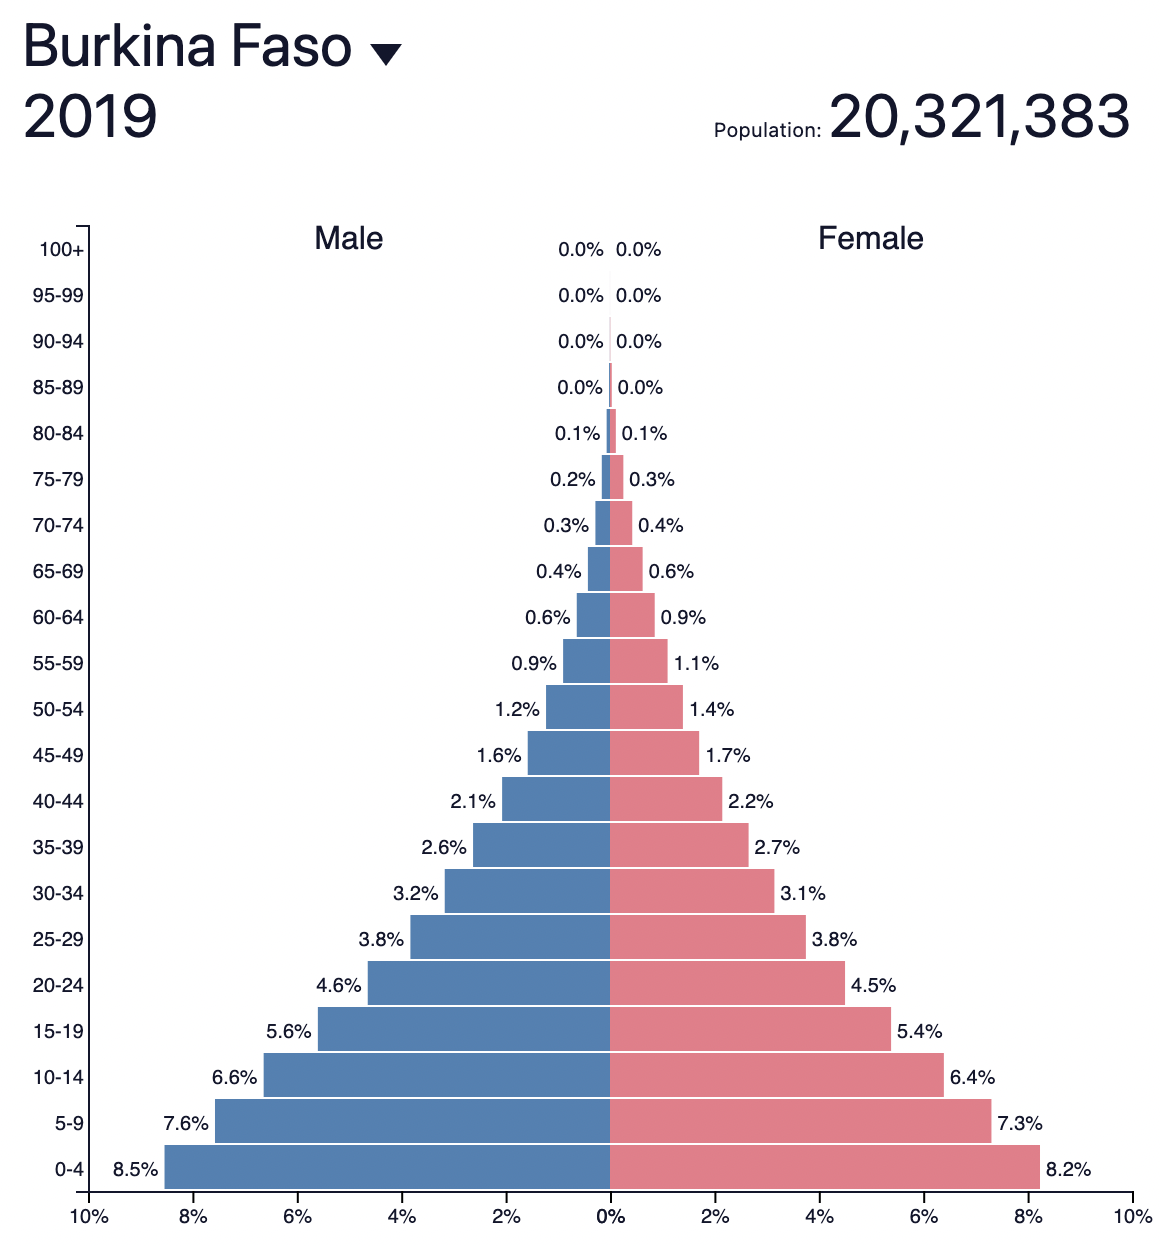 Burkina Faso
2019
Population: 20,321,383
Male Female
100+ 0.0% 0.0%
95-99 0.0% 0.0%
90-94 0.0% 0.0%
85-89 0.0% 0.0%
80-84 0.1% 0.1%
75-79 0.2% 0.3%
70-74 0.3% 0.4%
65-69 0.4% 0.6%
60-64 0.6% 0.9%
55-59 0.9% 1.1%
50-54 1.2% 1.4%
45-49 1.6% 1.7%
40-44 2.1% 2.2%
35-39 2.6% 2.7%
30-34 3.2% 3.1%
25-29 3.8% 3.8%
20-24 4.6% 4.5%
15-19 5.6% 5.4%
10-14 6.6% 6.4%
5-9 7.6% 7.3%
0-4 8.5% 8.2%
10% 8% 6% 4% 2% 0% 2% 4% 6% 8% 10%